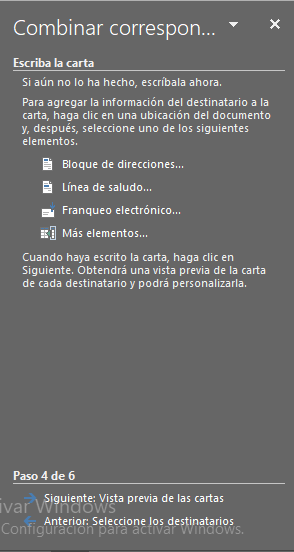 Combinar correspon...
Escriba la carta
Si aún no lo ha hecho, escríbala ahora.
Para agregar la información del destinatario a la
carta, haga clic en una ubicación del documento
y, después, seleccione uno de los siguientes
elementos.
Bloque de direcciones...
Línea de saludo...
Franqueo electrónico...
Más elementos...
Cuando haya escrito la carta, haga clic en
Siguiente. Obtendrá una vista previa de la carta
de cada destinatario y podrá personalizarla.
Paso 4 de 6
Siguiente: Vista previa de las cartas
ivar Windows
Anterior: Seleccione los destinatarios
Configuración para activar Windows.